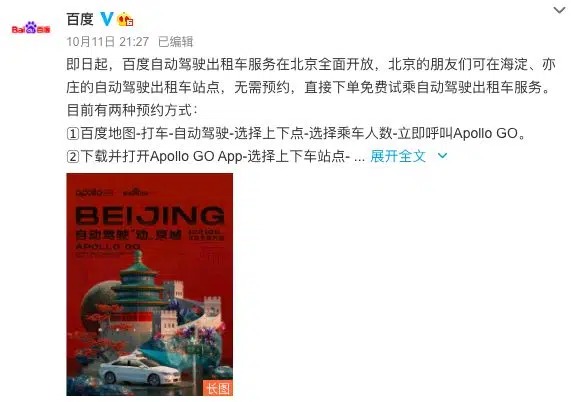 百度
10月11日 21:27 已编辑
Bai du 百度
即日起，百度自动驾驶出租车服务在北京全面开放，北京的朋友们可在海淀、亦
庄的自动驾驶出租车站点，无需预约，直接下单免费试乘自动驾驶出租车服务。
目前有两种预约方式：
①百度地图-打车-自动驾驶-选择上下点-选择乘车人数-立即呼叫Apollo GO。
②下载并打开Apollo GO App-选择上下车站点- ... 展开全文
apollo
BEIJING
自动驾驶"动"京城
APOLLO GO
长图